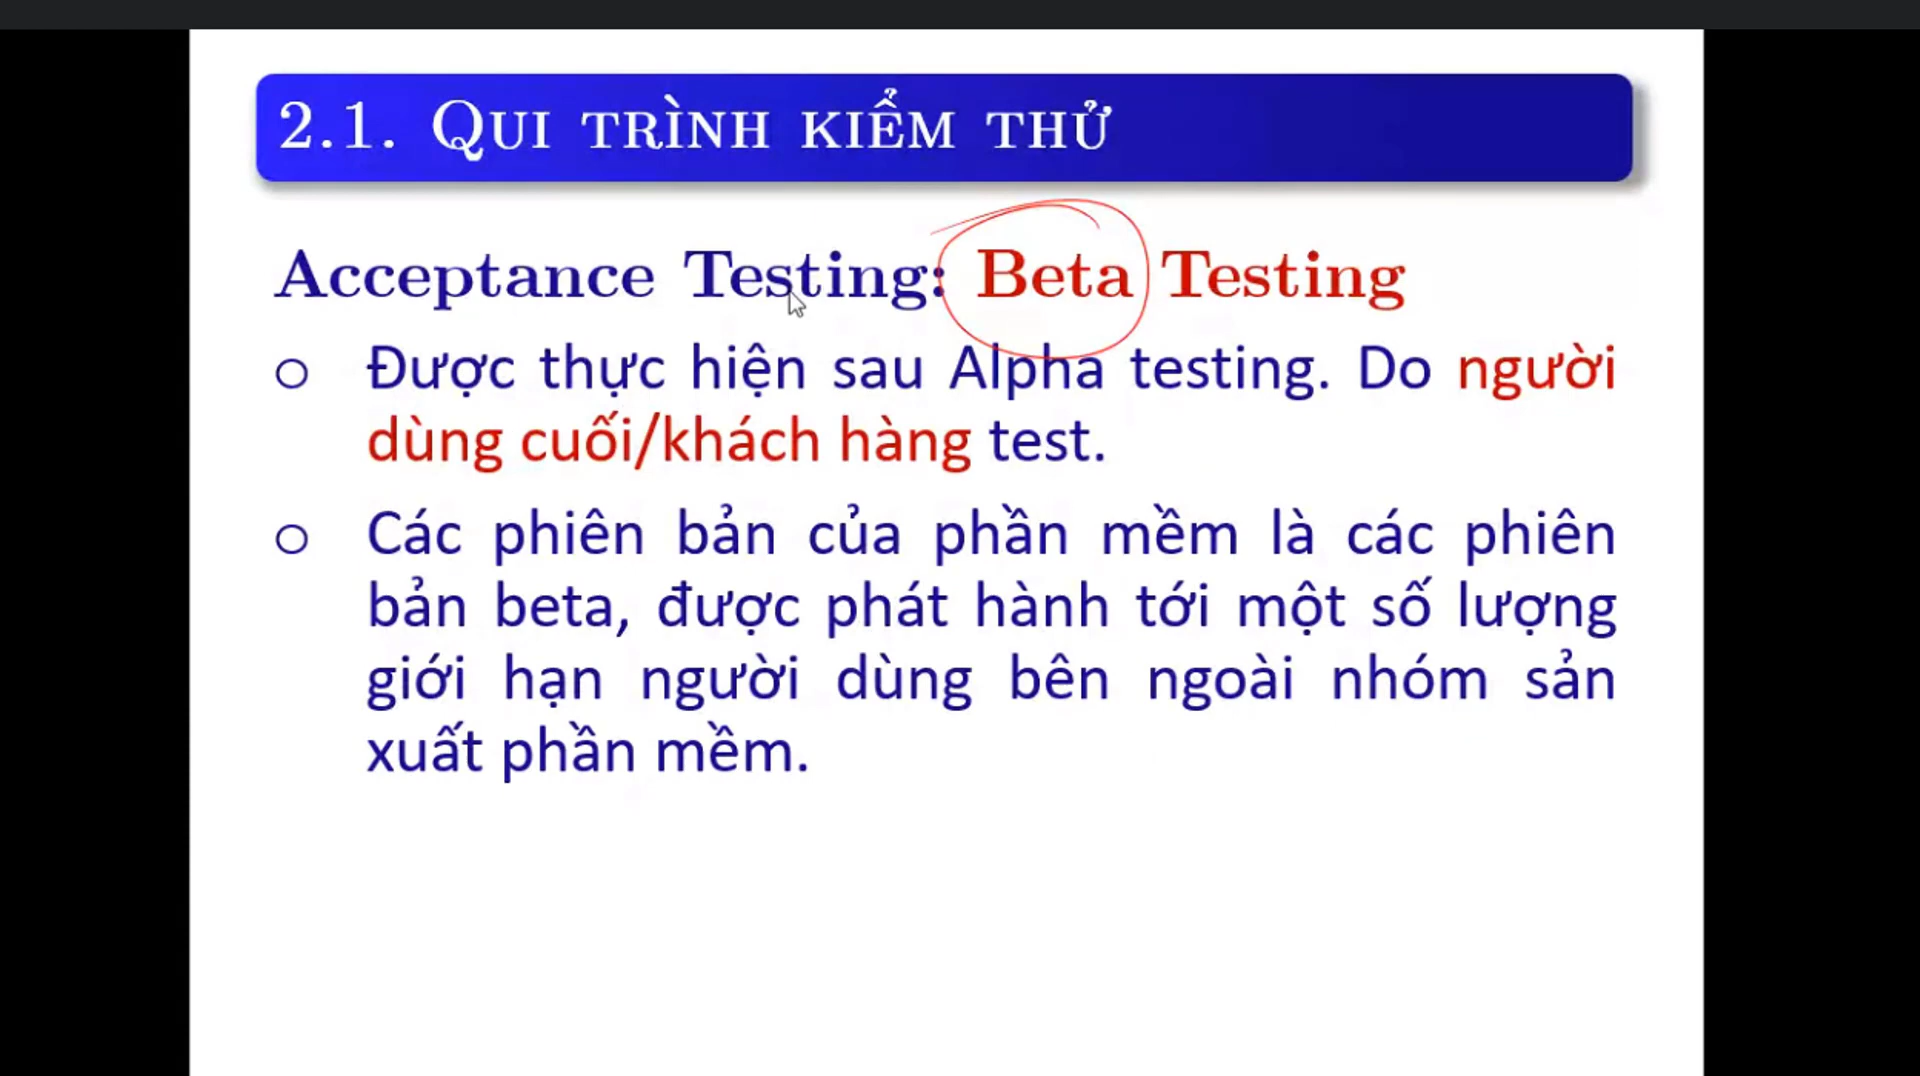 2.1. QUI TRÌNH KIỂM THỬ
Acceptance Testing: Beta Testing
o Được thực hiện sau Alpha testing. Do người
dùng cuối/khách hàng test.
o Các phiên bản của phần mềm là các phiên
bản beta, được phát hành tới một số lượng
giới hạn người dùng bên ngoài nhóm sản
xuất phần mềm.